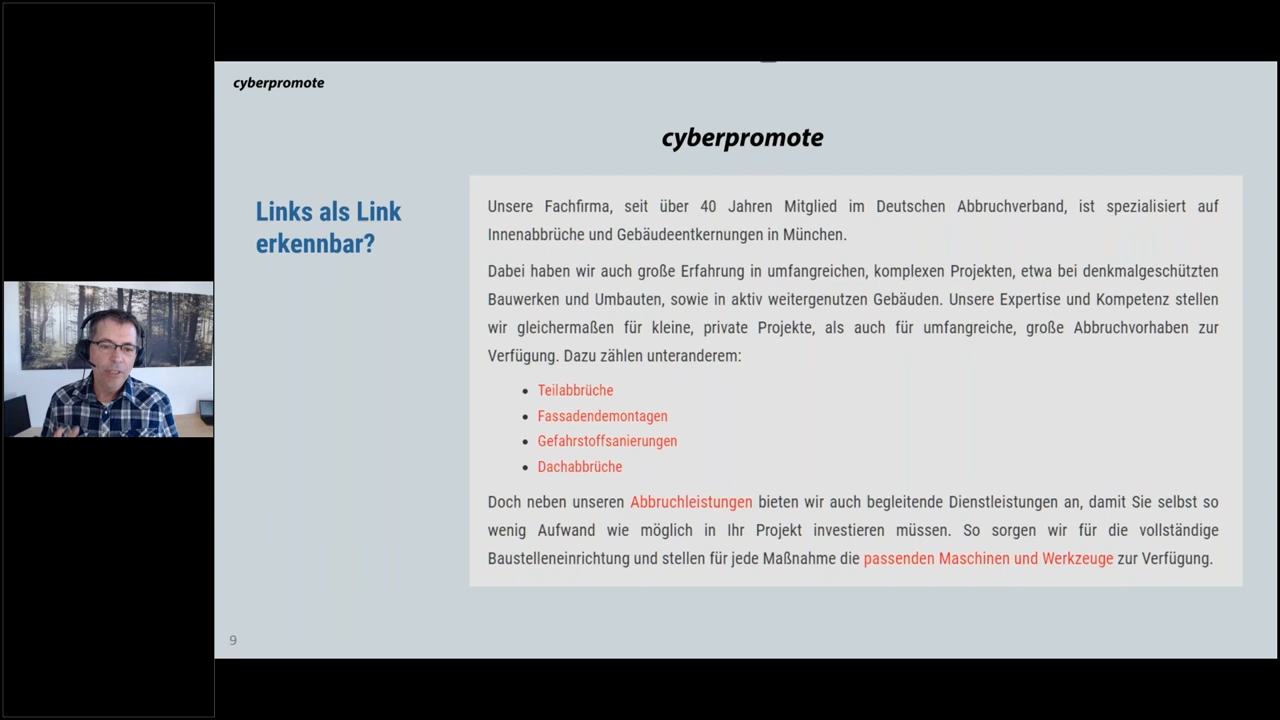 cyberpromote
cyberpromote
Links als Link
erkennbar?
Unsere Fachfirma, seit über 40 Jahren Mitglied im Deutschen Abbruchverband, ist spezialisiert auf
Innenabbrüche und Gebäudeentkernungen in München.
Dabei haben wir auch große Erfahrung in umfangreichen, komplexen Projekten, etwa bei denkmalgeschützten
Bauwerken und Umbauten, sowie in aktiv weitergenutzen Gebäuden. Unsere Expertise und Kompetenz stellen
wir gleichermaßen für kleine, private Projekte, als auch für umfangreiche, große Abbruchvorhaben zur
Verfügung. Dazu zählen unteranderem:
• Teilabbrüche
• Fassadendemontagen
• Gefahrstoffsanierungen
• Dachabbrüche
Doch neben unseren Abbruchleistungen bieten wir auch begleitende Dienstleistungen an, damit Sie selbst so
wenig Aufwand wie möglich in Ihr Projekt investieren müssen. So sorgen wir für die vollständige
Baustelleneinrichtung und stellen für jede Maßnahme die passenden Maschinen und Werkzeuge zur Verfügung.
9